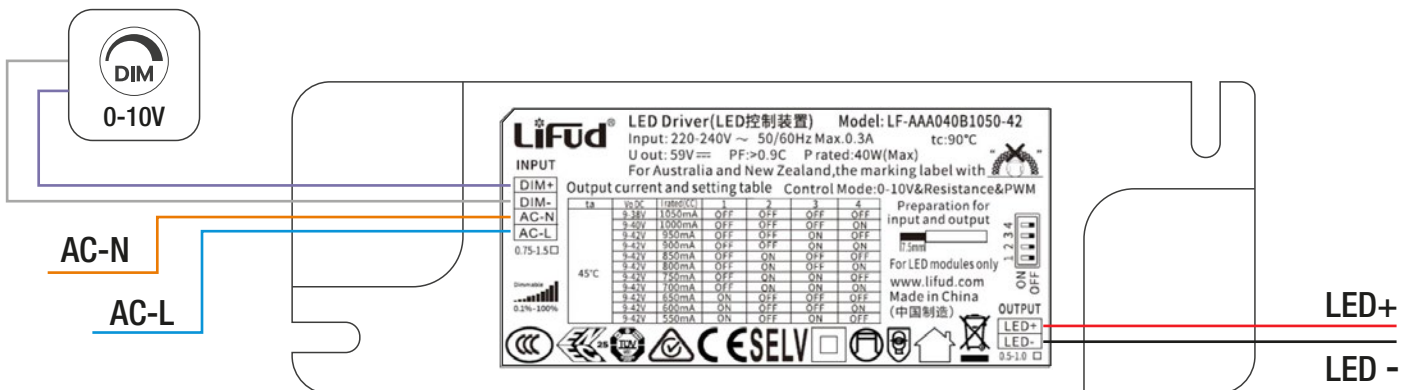 DIM
0-10V
AC-N
AC-L
LiFud®
LED Driver(LED控制装置) Model: LF-AAA040B1050-42
Input: 220-240V ~ 50/60Hz Max.0.3A tc:90°C
U out: 59V⎓ PF:>0.9C P rated:40W(Max)
For Australia and New Zealand,the marking label with " "
INPUT
DIM+
DIM-
AC-N
AC-L
0.75-1.5□
Dimmable
0.1%-100%
Output current and setting table Control Mode:0-10V&Resistance&PWM
ta Vo DC I rated(CC) 1 2 3 4
45°C
9-38V 1050mA OFF OFF OFF OFF
9-40V 1000mA OFF OFF OFF ON
9-42V 950mA OFF OFF ON OFF
9-42V 900mA OFF OFF ON ON
9-42V 850mA OFF ON OFF OFF
9-42V 800mA OFF ON OFF ON
9-42V 750mA OFF ON ON OFF
9-42V 700mA OFF ON ON ON
9-42V 650mA ON OFF OFF OFF
9-42V 600mA ON OFF OFF ON
9-42V 550mA ON OFF ON OFF
Preparation for
input and output
7.5mm
For LED modules only
www.lifud.com
Made in China
(中国制造)
1 2 3 4
ON
OFF
OUTPUT
LED+
LED-
0.5-1.0 □
CCC
25
TÜV
CE
SELV
LED+
LED -